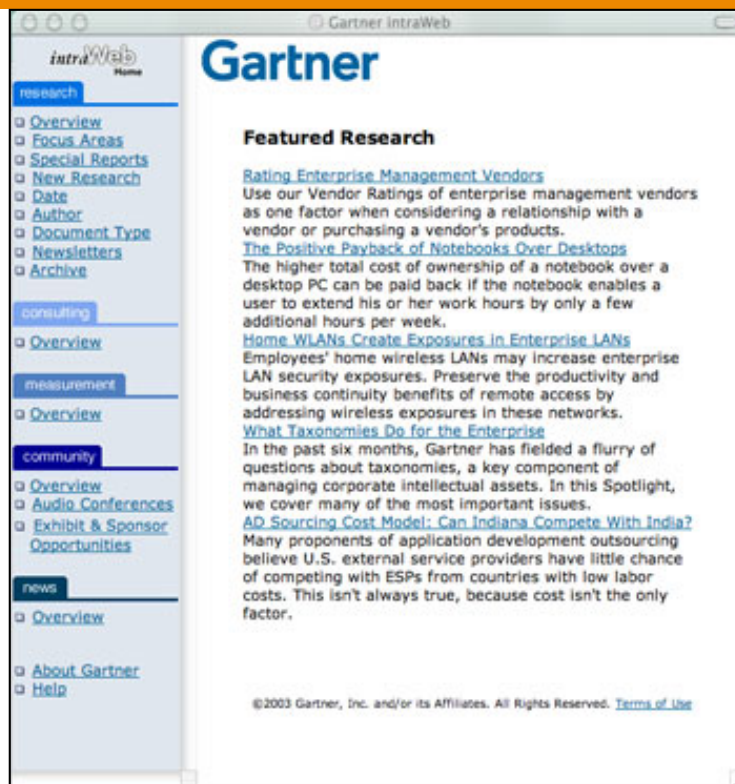 Gartner intraWeb
intraWeb
Home
research
Overview
Focus Areas
Special Reports
New Research
Date
Author
Document Type
Newsletters
Archive
consulting
Overview
measurement
Overview
community
Overview
Audio Conferences
Exhibit & Sponsor
Opportunities
news
Overview
About Gartner
Help
Gartner
Featured Research
Rating Enterprise Management Vendors
Use our Vendor Ratings of enterprise management vendors
as one factor when considering a relationship with a
vendor or purchasing a vendor's products.
The Positive Payback of Notebooks Over Desktops
The higher total cost of ownership of a notebook over a
desktop PC can be paid back if the notebook enables a
user to extend his or her work hours by only a few
additional hours per week.
Home WLANs Create Exposures in Enterprise LANs
Employees' home wireless LANs may increase enterprise
LAN security exposures. Preserve the productivity and
business continuity benefits of remote access by
addressing wireless exposures in these networks.
What Taxonomies Do for the Enterprise
In the past six months, Gartner has fielded a flurry of
questions about taxonomies, a key component of
managing corporate intellectual assets. In this Spotlight,
we cover many of the most important issues.
AD Sourcing Cost Model: Can Indiana Compete With India?
Many proponents of application development outsourcing
believe U.S. external service providers have little chance
of competing with ESPs from countries with low labor
costs. This isn't always true, because cost isn't the only
factor.
©2003 Gartner, Inc. and/or its Affiliates. All Rights Reserved. Terms of Use